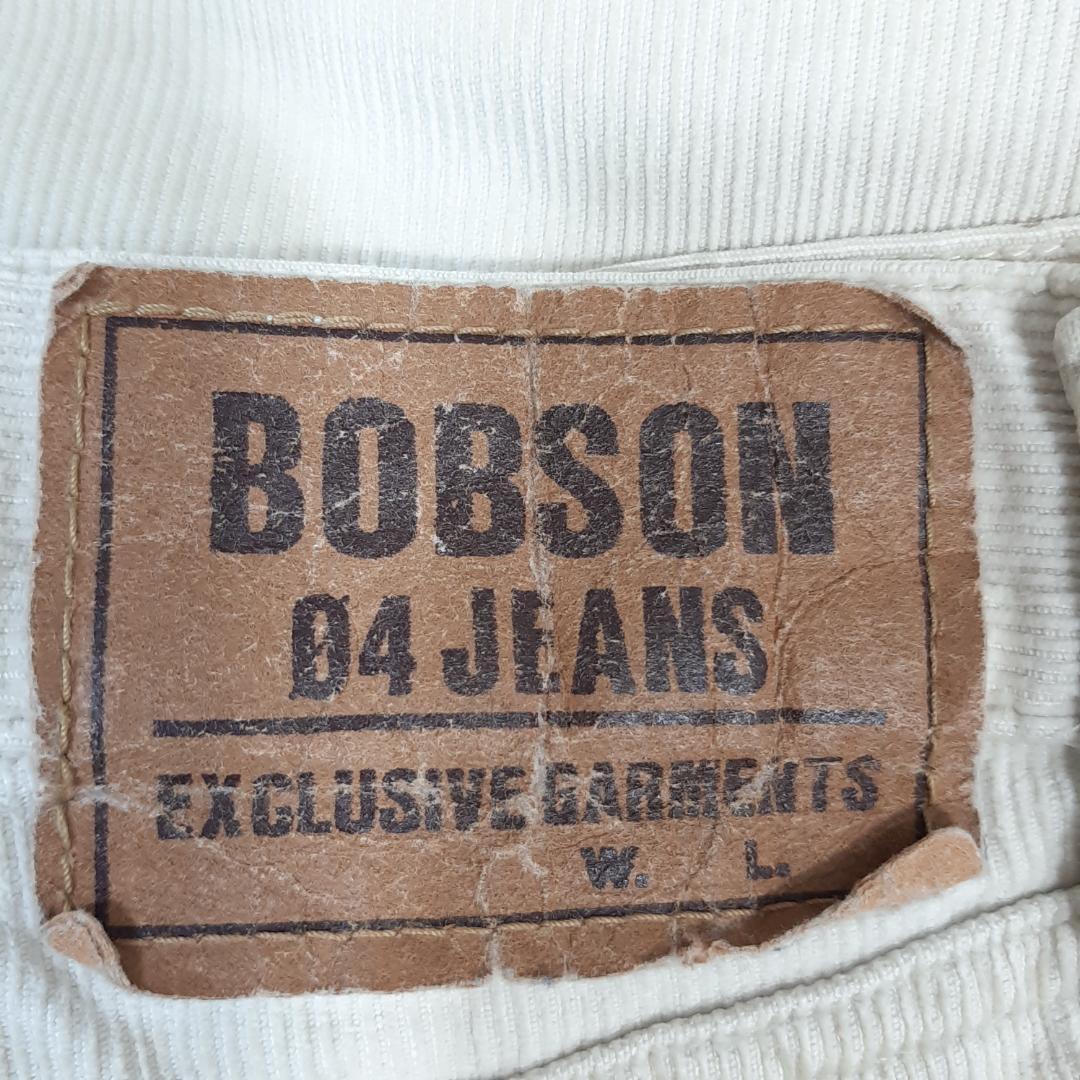 BOBSON
04 JEANS
EXCLUSIVE GARMENTS
W. L.